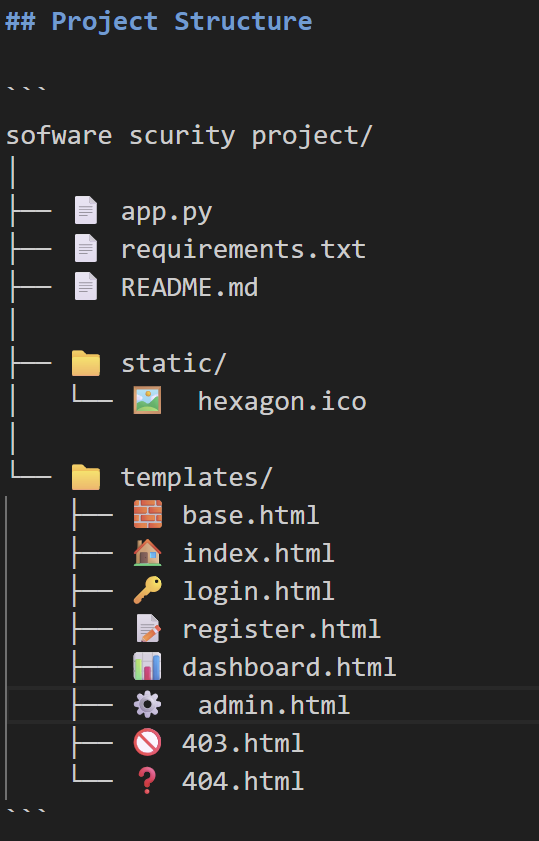 ## Project Structure
```
sofware scurity project/
│
├── 📄 app.py
├── 📄 requirements.txt
├── 📄 README.md
│
├── 📁 static/
│   └── 🖼️ hexagon.ico
│
└── 📁 templates/
    ├── 🧱 base.html
    ├── 🏠 index.html
    ├── 🔑 login.html
    ├── 📝 register.html
    ├── 📊 dashboard.html
    ├── ⚙️ admin.html
    ├── 🚫 403.html
    └── ❓ 404.html
```